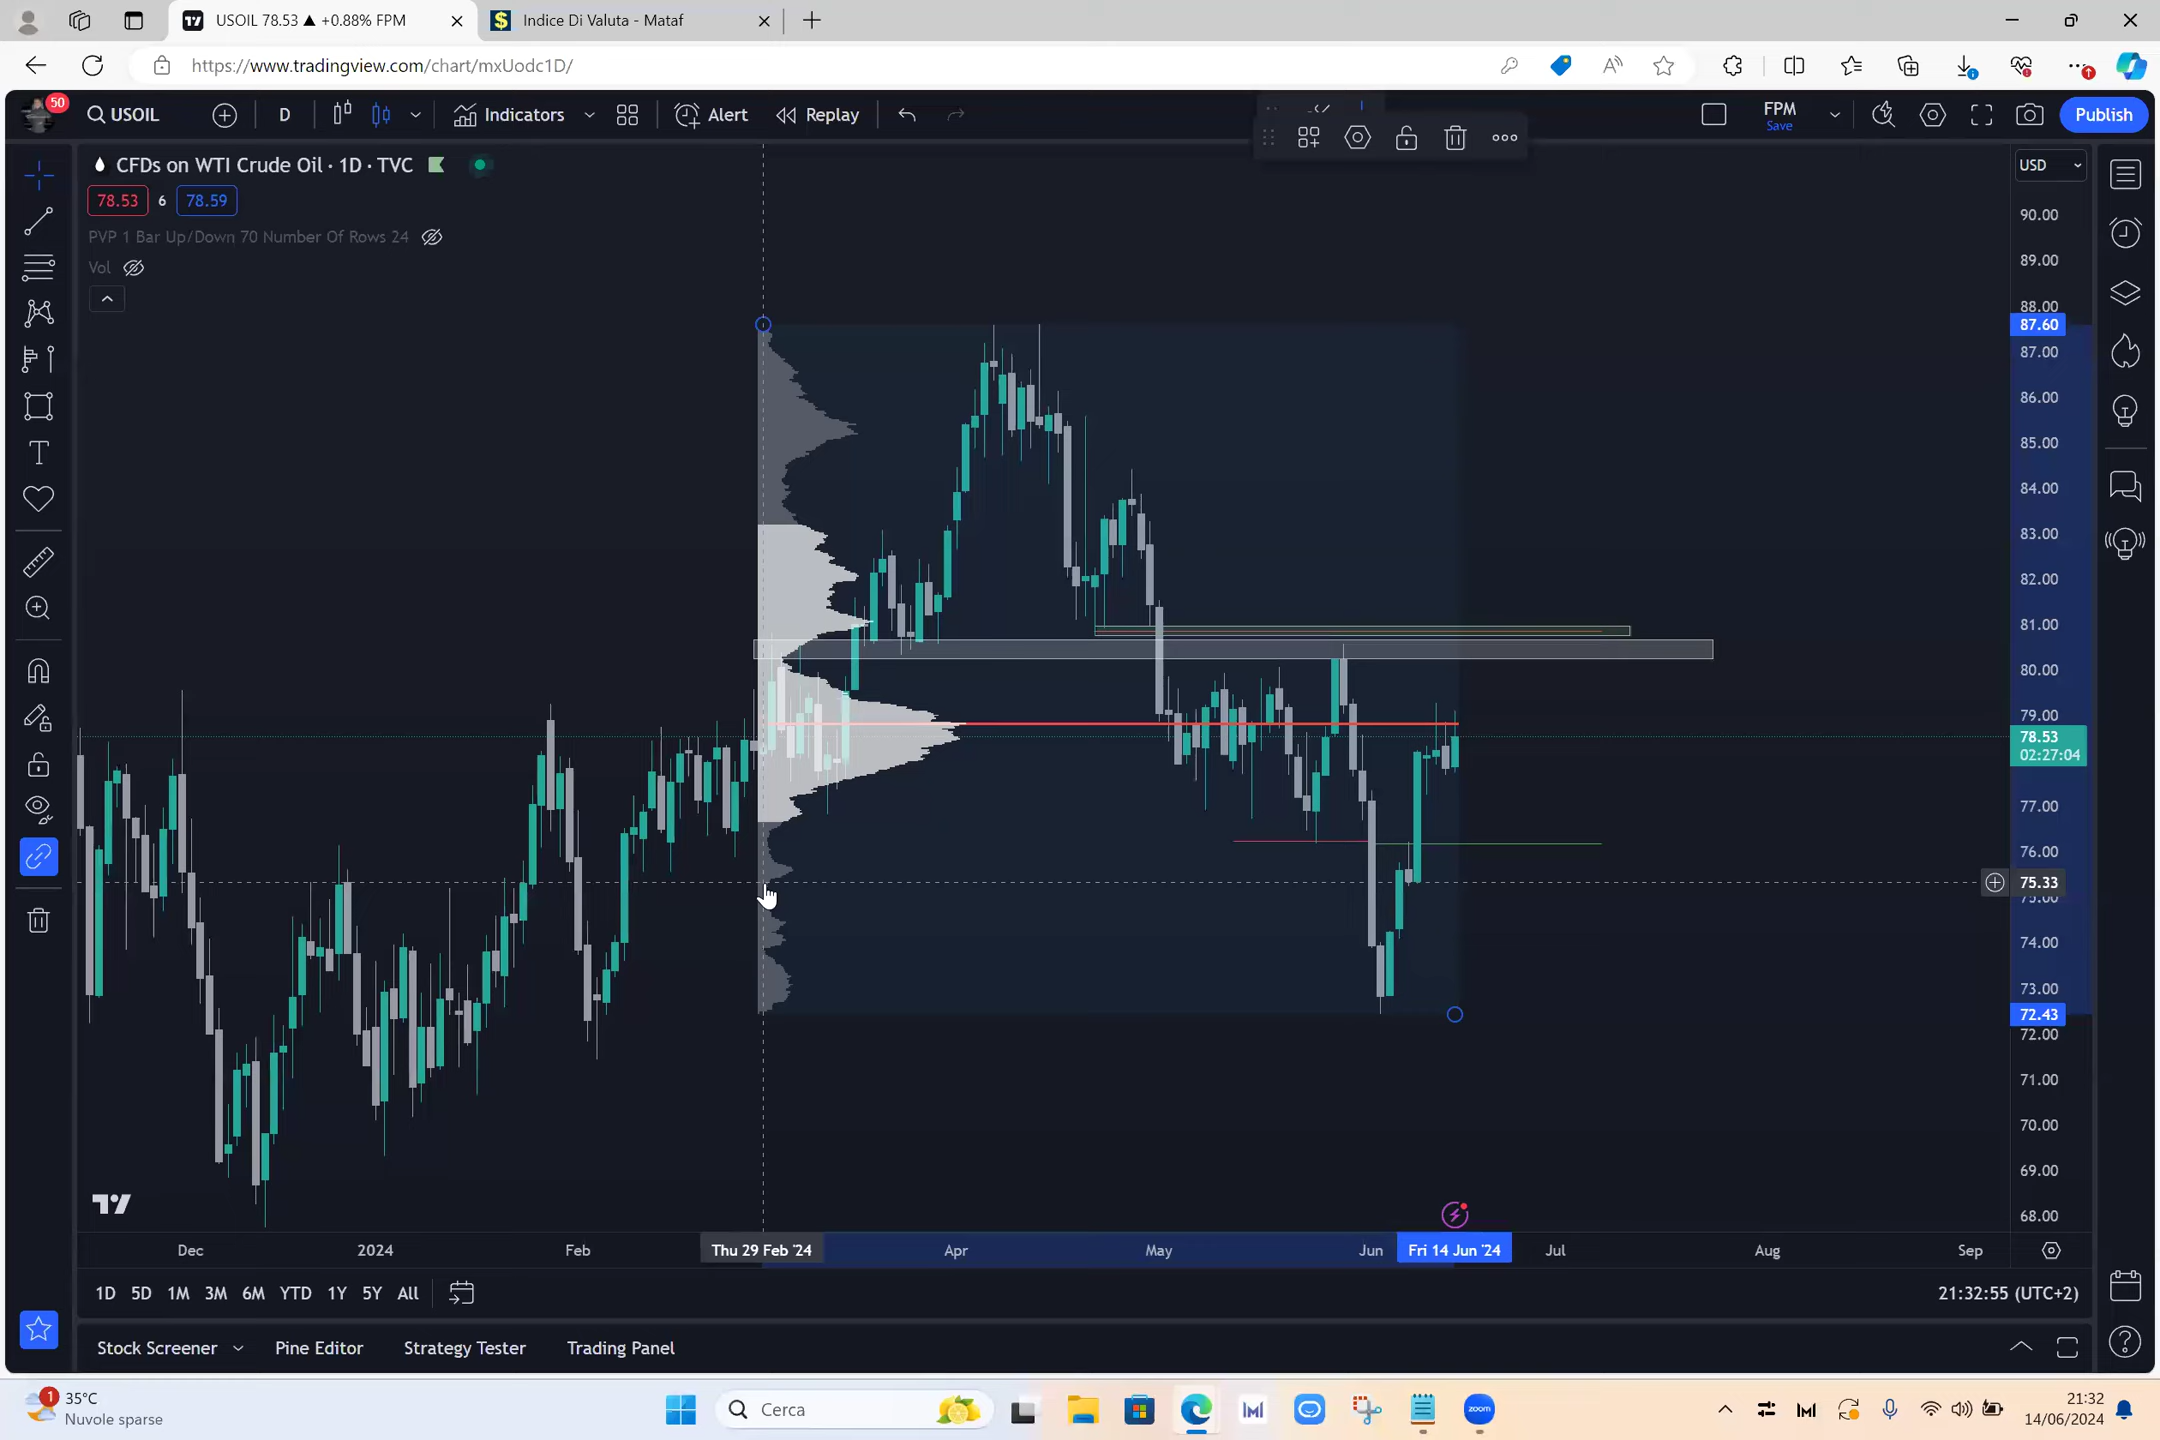 USOIL 78.53 ▲ +0.88% FPM
Indice Di Valuta - Mataf
https://www.tradingview.com/chart/mxUodc1D/
50
USOIL
D
Indicators
Alert
Replay
FPM
Save
Publish
CFDs on WTI Crude Oil · 1D · TVC
USD
78.53
6
78.59
PVP 1 Bar Up/Down 70 Number Of Rows 24
Vol
90.00
89.00
88.00
87.60
87.00
86.00
85.00
84.00
83.00
82.00
81.00
80.00
79.00
78.53
02:27:04
77.00
76.00
75.33
75.00
74.00
73.00
72.43
72.00
71.00
70.00
69.00
68.00
Dec
2024
Feb
Thu 29 Feb '24
Apr
May
Jun
Fri 14 Jun '24
Jul
Aug
Sep
1D
5D
1M
3M
6M
YTD
1Y
5Y
All
21:32:55 (UTC+2)
Stock Screener
Pine Editor
Strategy Tester
Trading Panel
1
35°C
Nuvole sparse
Cerca
zoom
21:32
14/06/2024